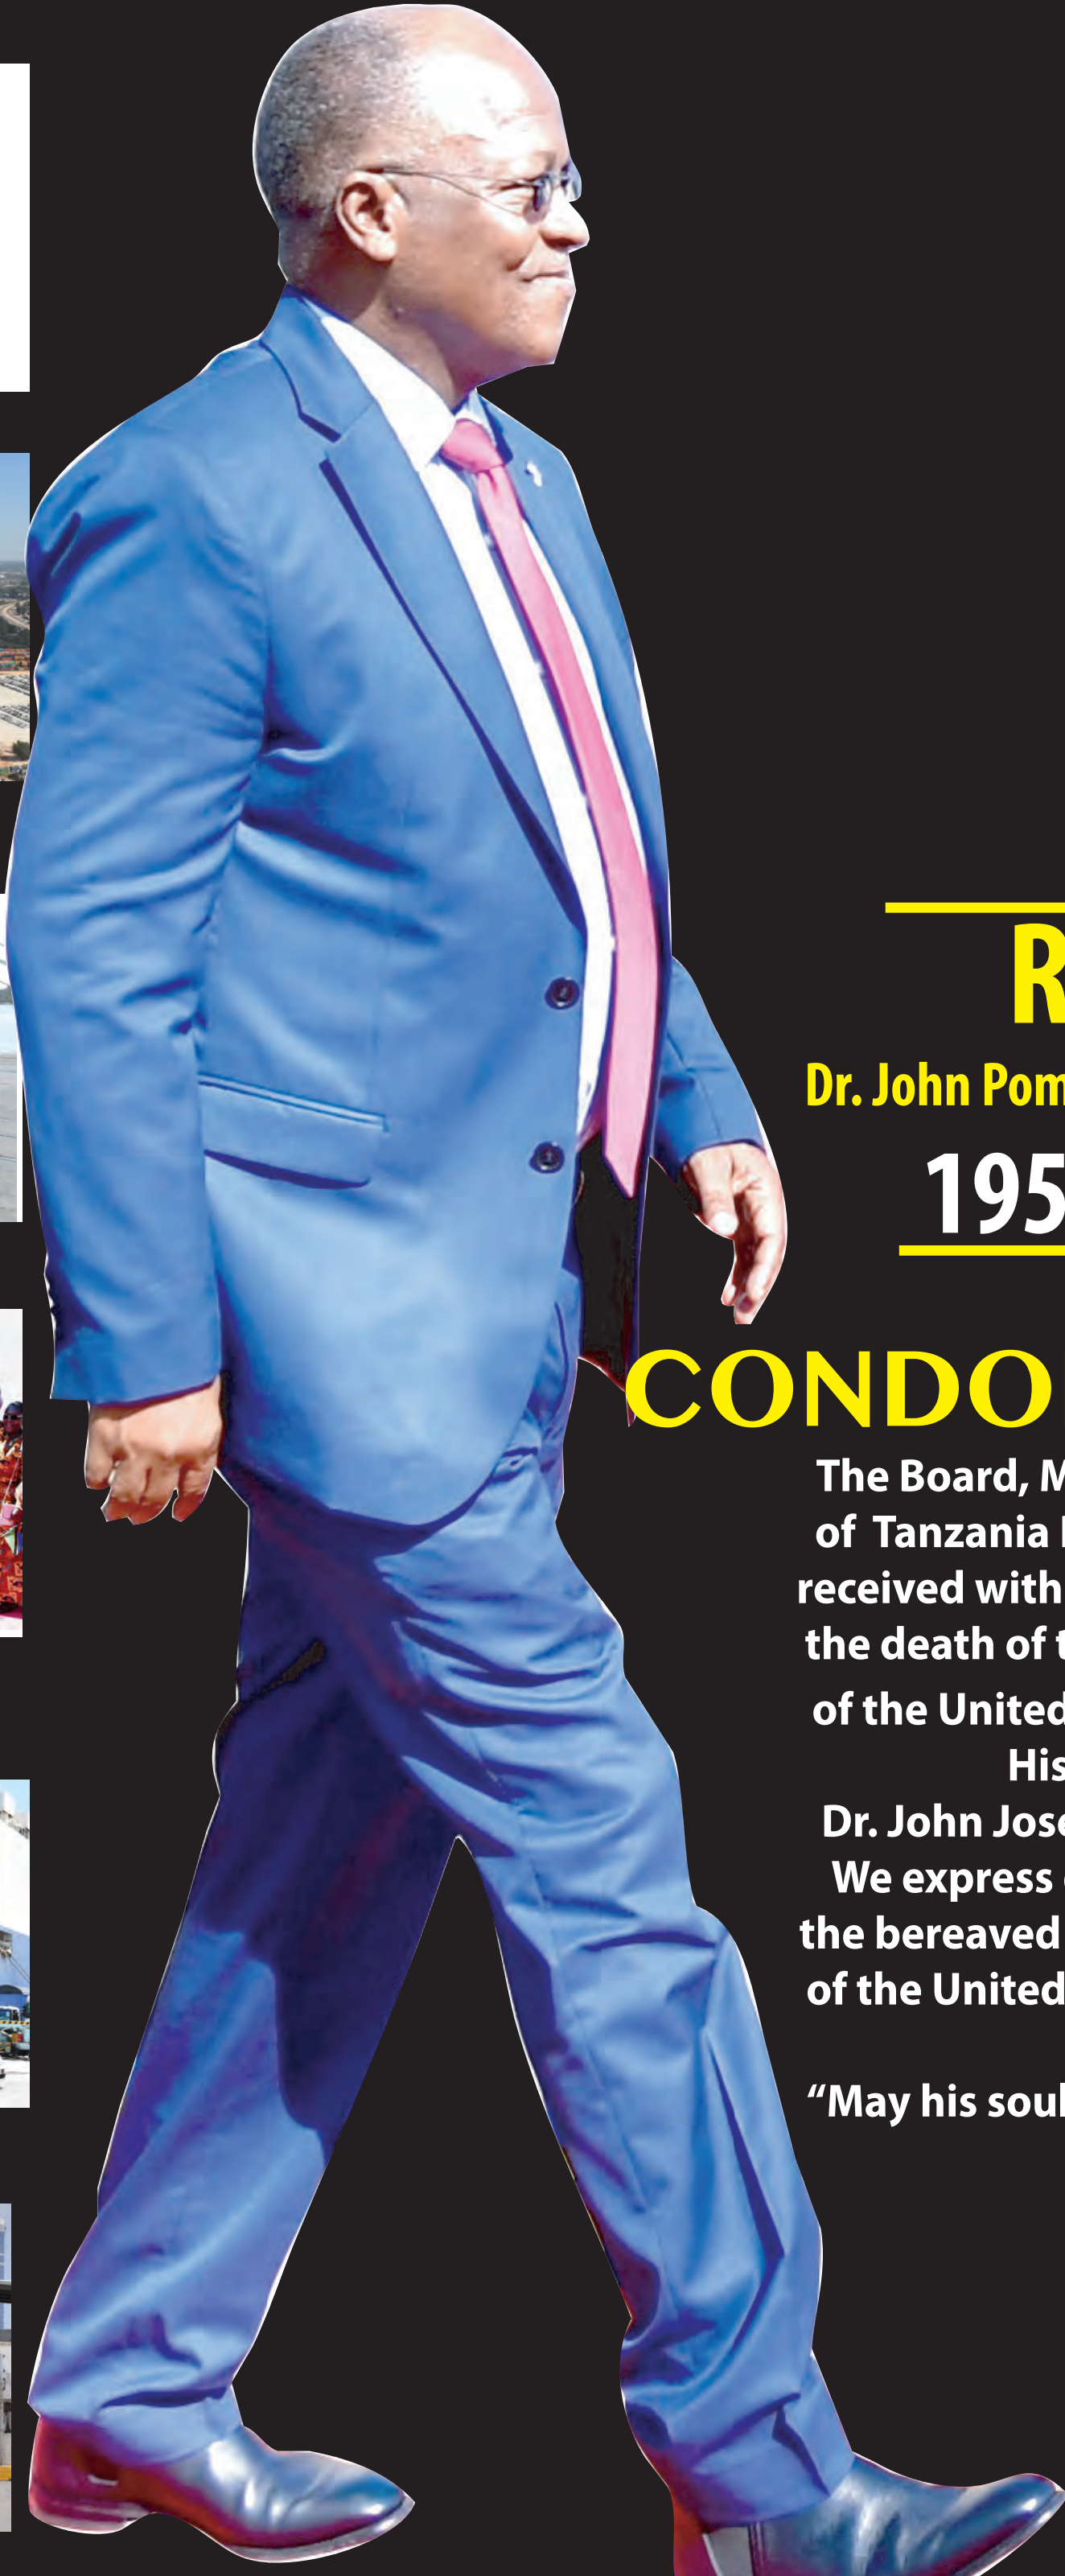 R
Dr. John Pom
195
CONDO
The Board, M
of Tanzania
received with
the death of t
of the United
His
Dr. John Jose
We express
the bereaved
of the United
“May his soul